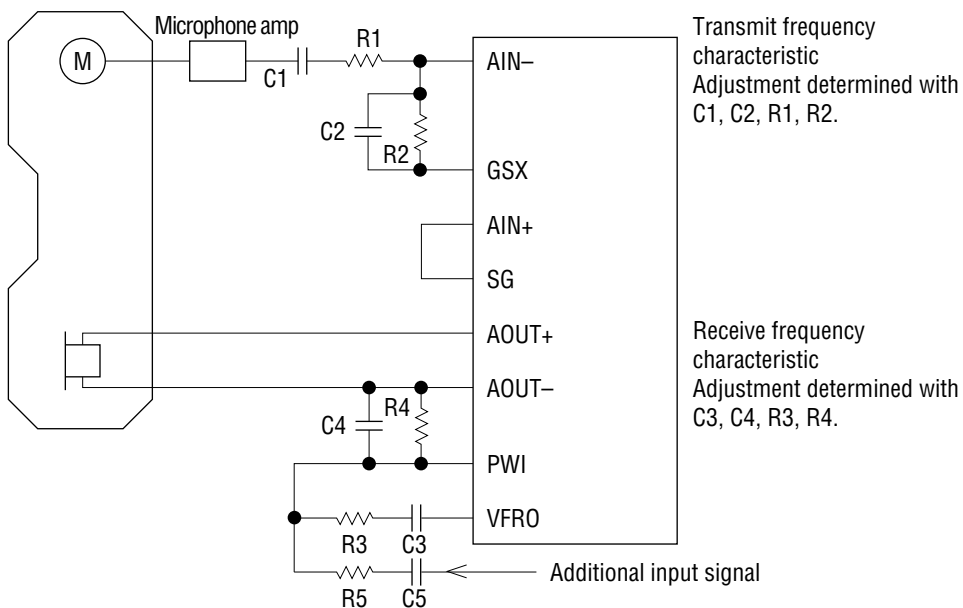 Microphone amp
M
C1
R1
C2
R2
AIN–
GSX
AIN+
SG
AOUT+
AOUT–
PWI
VFRO
C4
R4
R3
C3
R5
C5
Additional input signal
Transmit frequency
characteristic
Adjustment determined with
C1, C2, R1, R2.
Receive frequency
characteristic
Adjustment determined with
C3, C4, R3, R4.